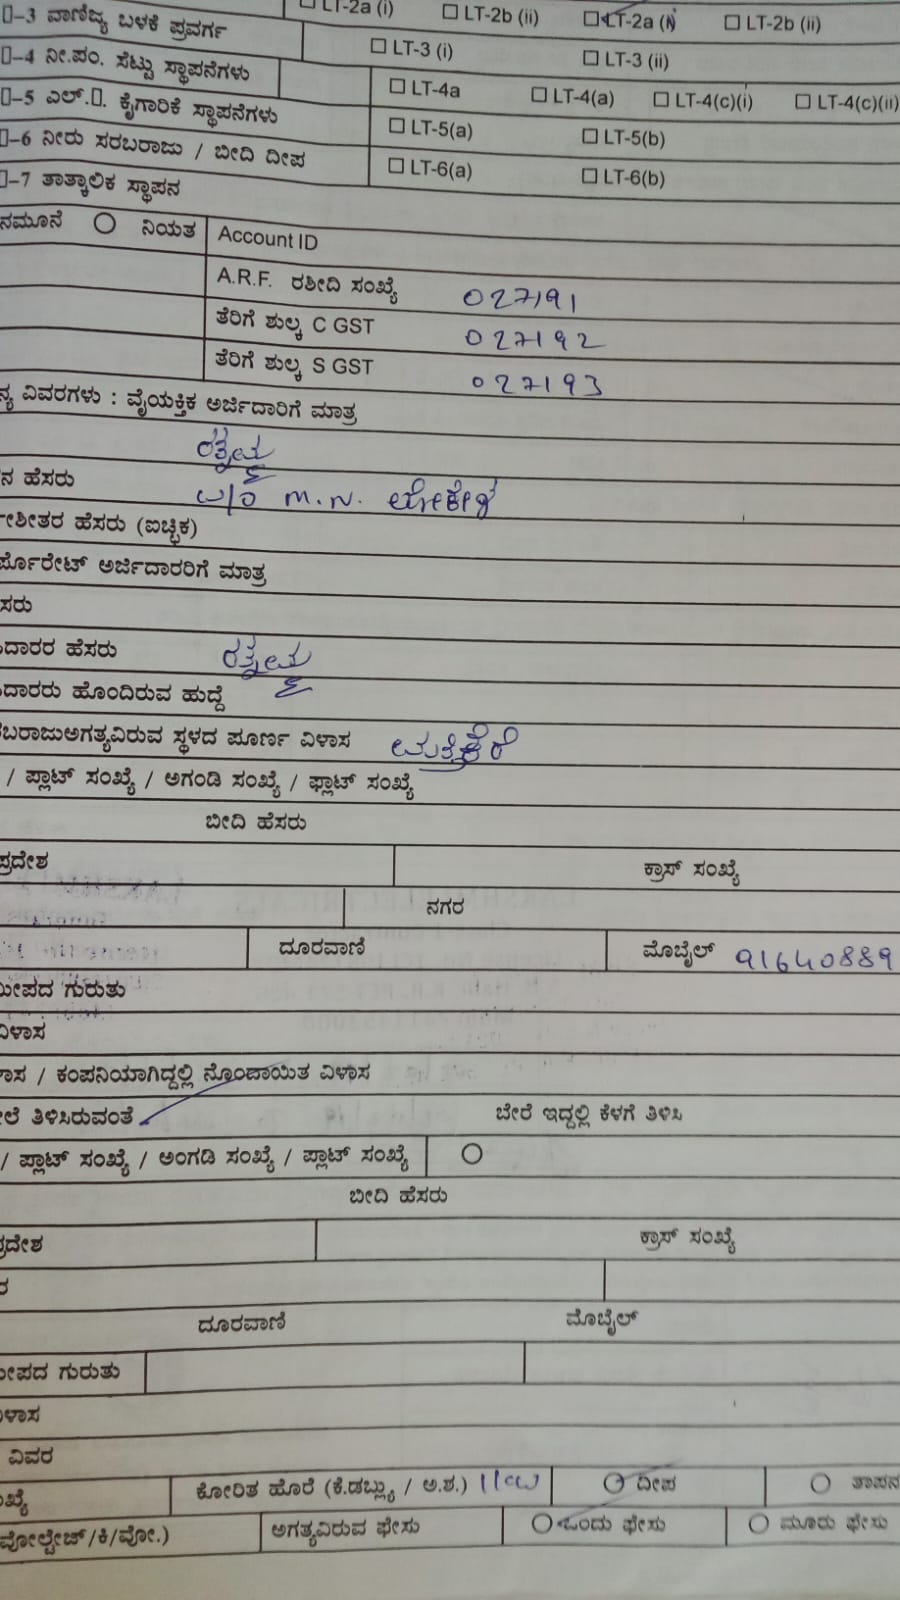 LT-2a (i) LT-2b (ii) LT-2a (ii) LT-2b (ii)
–3 ವಾಣಿಜ್ಯ ಬಳಕೆ ಪ್ರವರ್ಗ LT-3 (i) LT-3 (ii)
–4 ನೀ.ಪಂ. ಸೆಟ್ಟು ಸ್ಥಾಪನೆಗಳು LT-4a LT-4(a) LT-4(c)(i) LT-4(c)(ii)
–5 ಎಲ್.. ಕೈಗಾರಿಕೆ ಸ್ಥಾಪನೆಗಳು LT-5(a) LT-5(b)
–6 ನೀರು ಸರಬರಾಜು / ಬೀದಿ ದೀಪ LT-6(a) LT-6(b)
–7 ತಾತ್ಕಾಲಿಕ ಸ್ಥಾಪನ
ನಮೂನೆ ನಿಯತ Account ID
A.R.F. ರಶೀದಿ ಸಂಖ್ಯೆ 027191
ತೆರಿಗೆ ಶುಲ್ಕ C GST 027192
ತೆರಿಗೆ ಶುಲ್ಕ S GST 027193
ನ್ಯ ವಿವರಗಳು : ವೈಯಕ್ತಿಕ ಅರ್ಜಿದಾರಿಗೆ ಮಾತ್ರ
ರತ್ನಮ್ಮ
ನ ಹೆಸರು W/o M.N. ಲೋಕೇಶ
ಶೀತರ ಹೆಸರು (ಐಚ್ಛಿಕ)
ರ್ಪೊರೇಟ್ ಅರ್ಜಿದಾರರಿಗೆ ಮಾತ್ರ
ಸರು
ದಾರರ ಹೆಸರು ರತ್ನಮ್ಮ
ದಾರರು ಹೊಂದಿರುವ ಹುದ್ದೆ
ಬರಾಜುಅಗತ್ಯವಿರುವ ಸ್ಥಳದ ಪೂರ್ಣ ವಿಳಾಸ ಮತ್ತಿಕೆರೆ
/ ಪ್ಲಾಟ್ ಸಂಖ್ಯೆ / ಅಗಂಡಿ ಸಂಖ್ಯೆ / ಫ್ಲಾಟ್ ಸಂಖ್ಯೆ
ಬೀದಿ ಹೆಸರು
ಪ್ರದೇಶ ಕ್ರಾಸ್ ಸಂಖ್ಯೆ
ನಗರ
ದೂರವಾಣಿ ಮೊಬೈಲ್ 91640889
ಮೀಪದ ಗುರುತು
ವಿಳಾಸ
ಾಸ / ಕಂಪನಿಯಾಗಿದ್ದಲ್ಲಿ ನೊಂದಾಯಿತ ವಿಳಾಸ
ಲೆ ತಿಳಿಸಿರುವಂತೆ ಬೇರೆ ಇದ್ದಲ್ಲಿ ಕೆಳಗೆ ತಿಳಿಸಿ
/ ಪ್ಲಾಟ್ ಸಂಖ್ಯೆ / ಅಂಗಡಿ ಸಂಖ್ಯೆ / ಪ್ಲಾಟ್ ಸಂಖ್ಯೆ
ಬೀದಿ ಹೆಸರು
ಪ್ರದೇಶ ಕ್ರಾಸ್ ಸಂಖ್ಯೆ
ರ
ದೂರವಾಣಿ ಮೊಬೈಲ್
ಮೀಪದ ಗುರುತು
ವಿಳಾಸ
ವಿವರ
ಖ್ಯೆ ಕೋರಿತ ಹೊರೆ (ಕೆ.ಡಬ್ಲ್ಯು / ಅ.ಶ.) ದೀಪ ತಾಪನ
ವೋಲ್ಟೇಜ್/ಕಿ/ವೋ.) ಅಗತ್ಯವಿರುವ ಫೇಸು ಒಂದು ಫೇಸು ಮೂರು ಫೇಸು